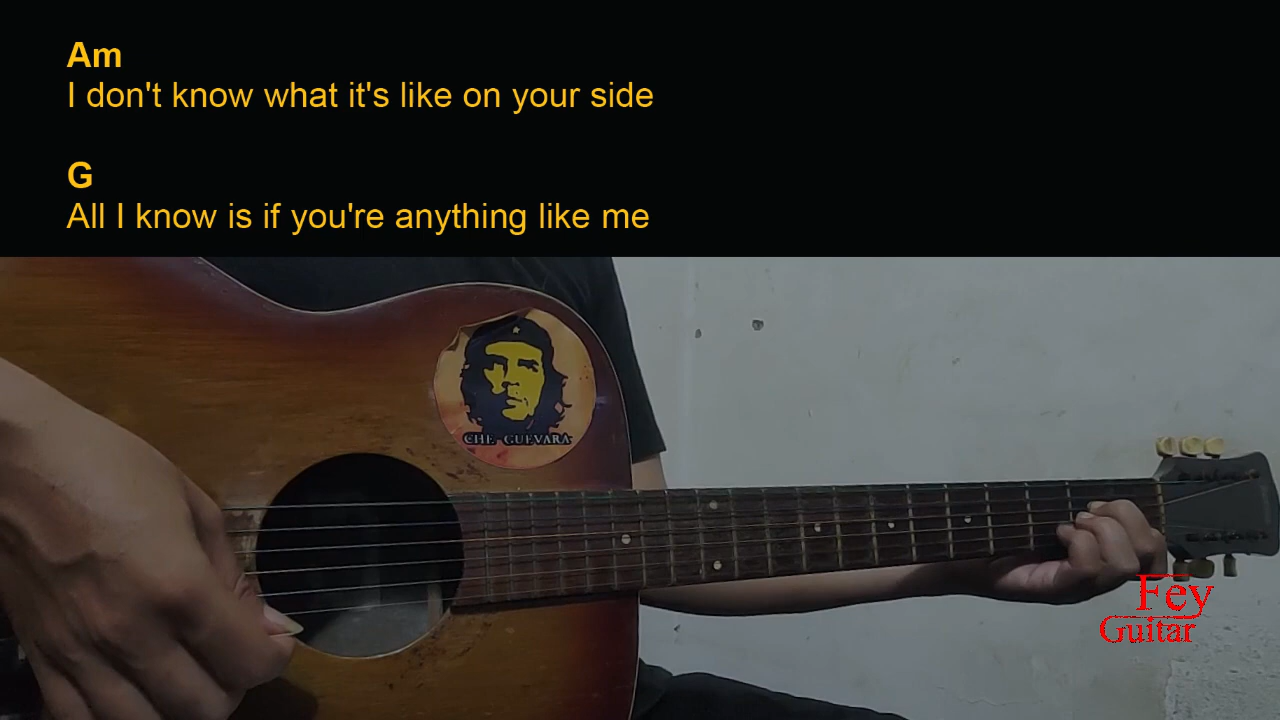 Am
I don't know what it's like on your side
G
All I know is if you're anything like me
CHE GUEVARA
Fey
Guitar